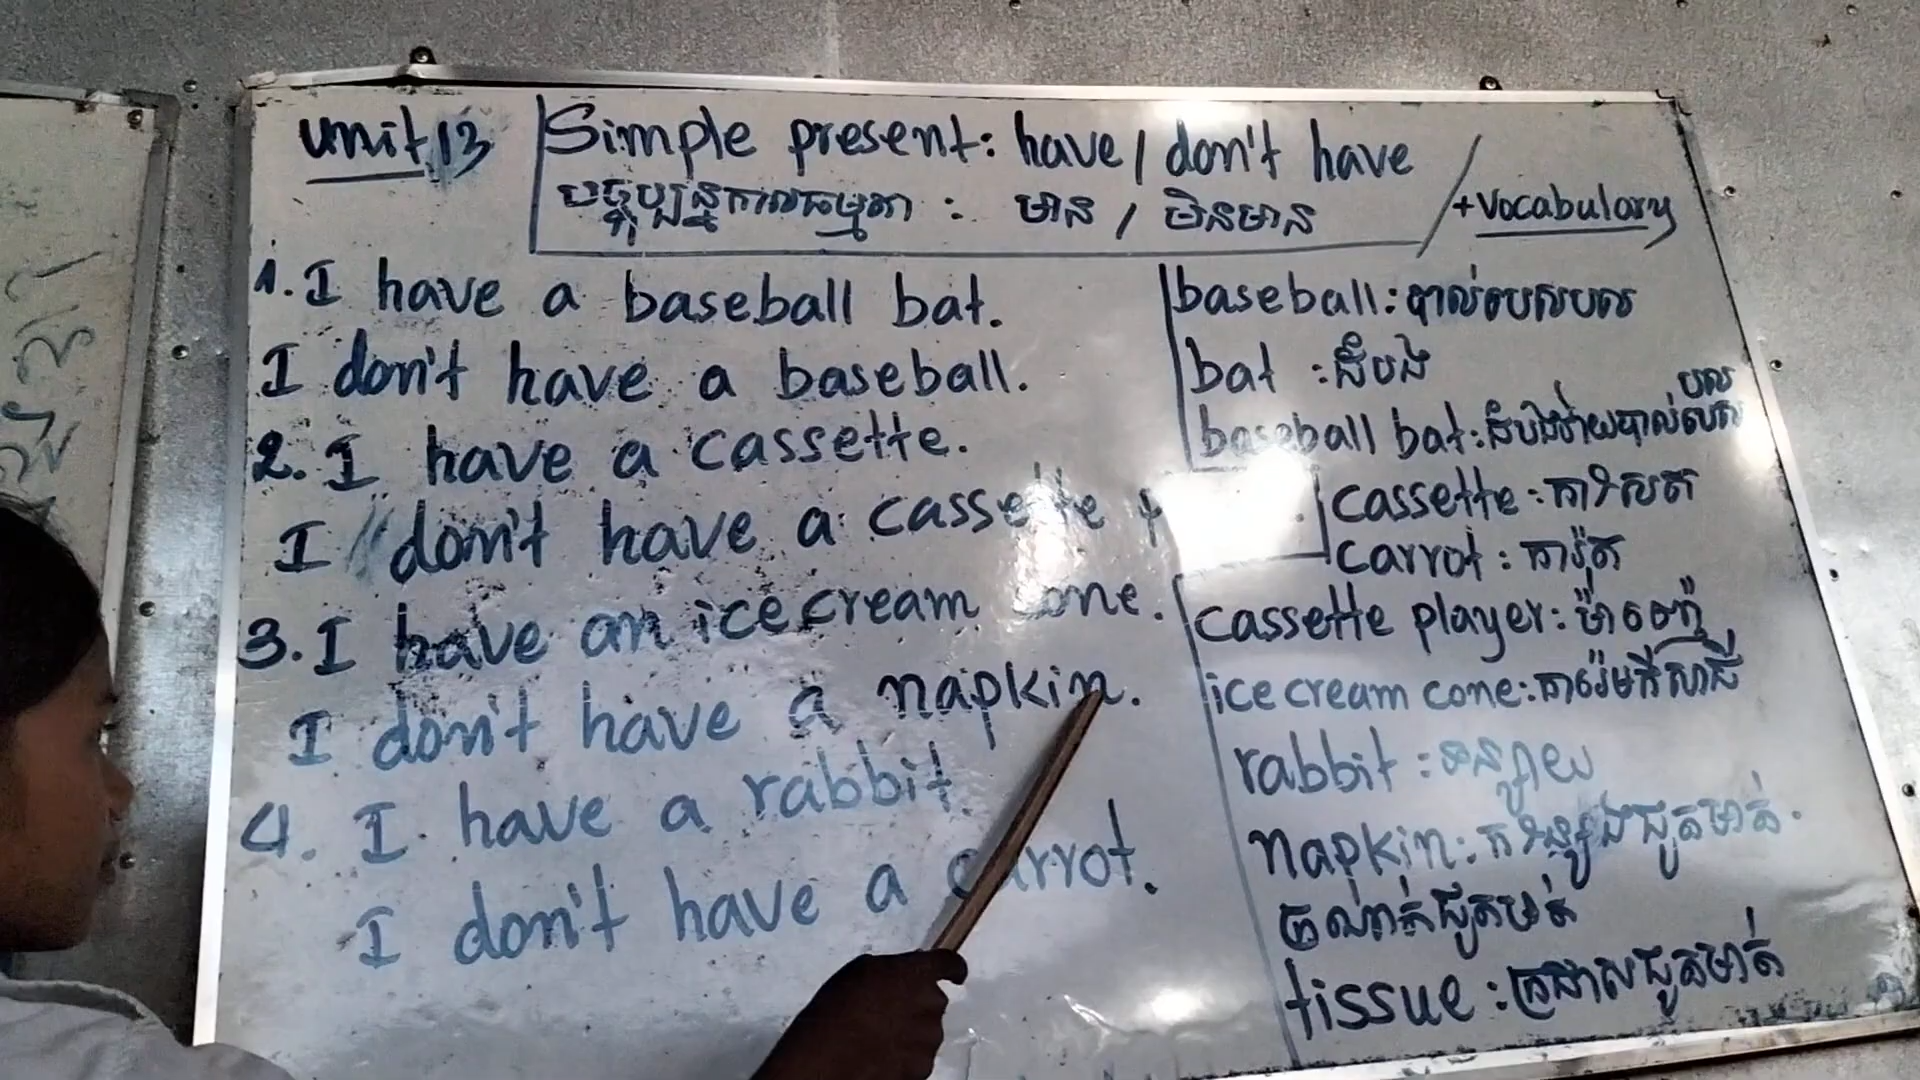 unit 13
Simple present: have / don't have
បច្ចុប្បន្នកាលធម្មតា : មាន / មិនមាន
+Vocabulary
1. I have a baseball bat.
I don't have a baseball.
2. I have a cassette.
I don't have a cassette
3. I have an ice cream cone.
I don't have a napkin.
4. I have a rabbit.
I don't have a carrot.
baseball: បាល់បេសបល
bat : ដំបង
baseball bat: ដំបងវាយបាល់បេសបល
cassette : កាសែត
carrot : ការ៉ុត
cassette player: ម៉ាញេ
ice cream cone: ការ៉េម
rabbit : ទន្សាយ
napkin: កន្សែងជូតមាត់.
ជូតមាត់
tissue : ក្រដាសជូតមាត់